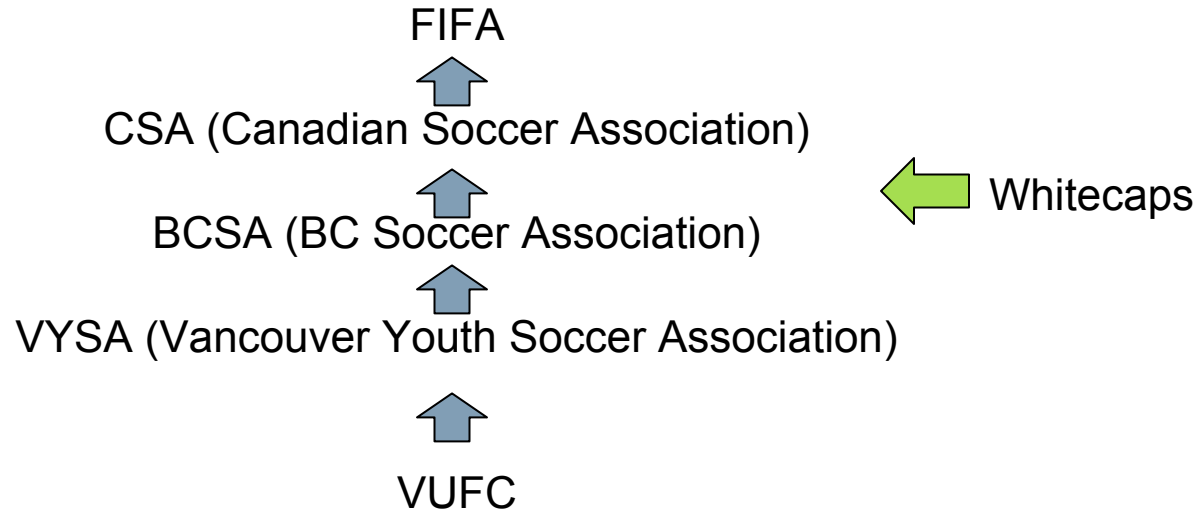 FIFA
CSA (Canadian Soccer Association)
Whitecaps
BCSA (BC Soccer Association)
VYSA (Vancouver Youth Soccer Association)
VUFC